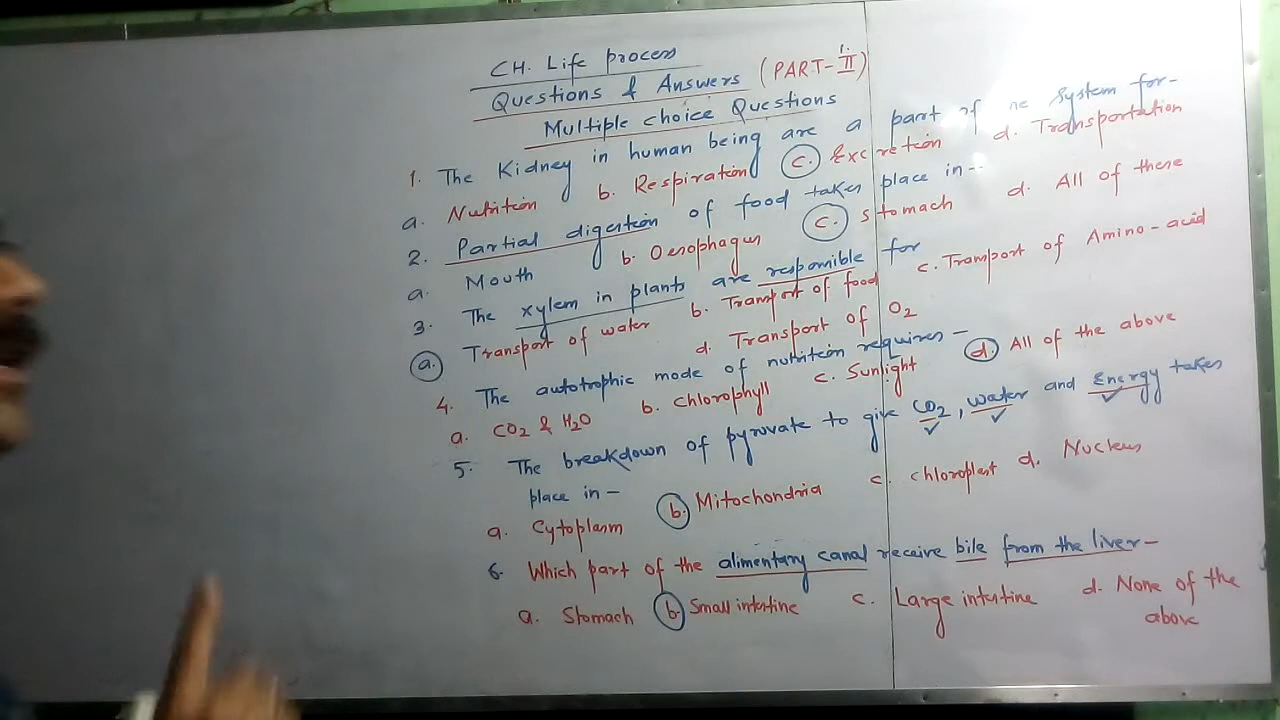 CH. Life process
Questions & Answers (PART-II)
Multiple choice Questions
1. The Kidney in human being are a part of system for-
a. Nutrition b. Respiration c. Excretion d. Transportation
2. Partial digestion of food takes place in--
a. Mouth b. Oesophagus c. Stomach d. All of these
3. The xylem in plants are responsible for
a. Transport of water b. Transport of food c. Transport of Amino-acid
d. Transport of O2
4. The autotrophic mode of nutrition requires-
a. CO2 & H2O b. Chlorophyll c. Sunlight d. All of the above
5. The breakdown of pyruvate to give CO2, water and Energy takes
place in-
a. Cytoplasm b. Mitochondria c. chloroplast d. Nucleus
6. Which part of the alimentary canal receive bile from the liver-
a. Stomach b. Small intestine c. Large intestine d. None of the
above